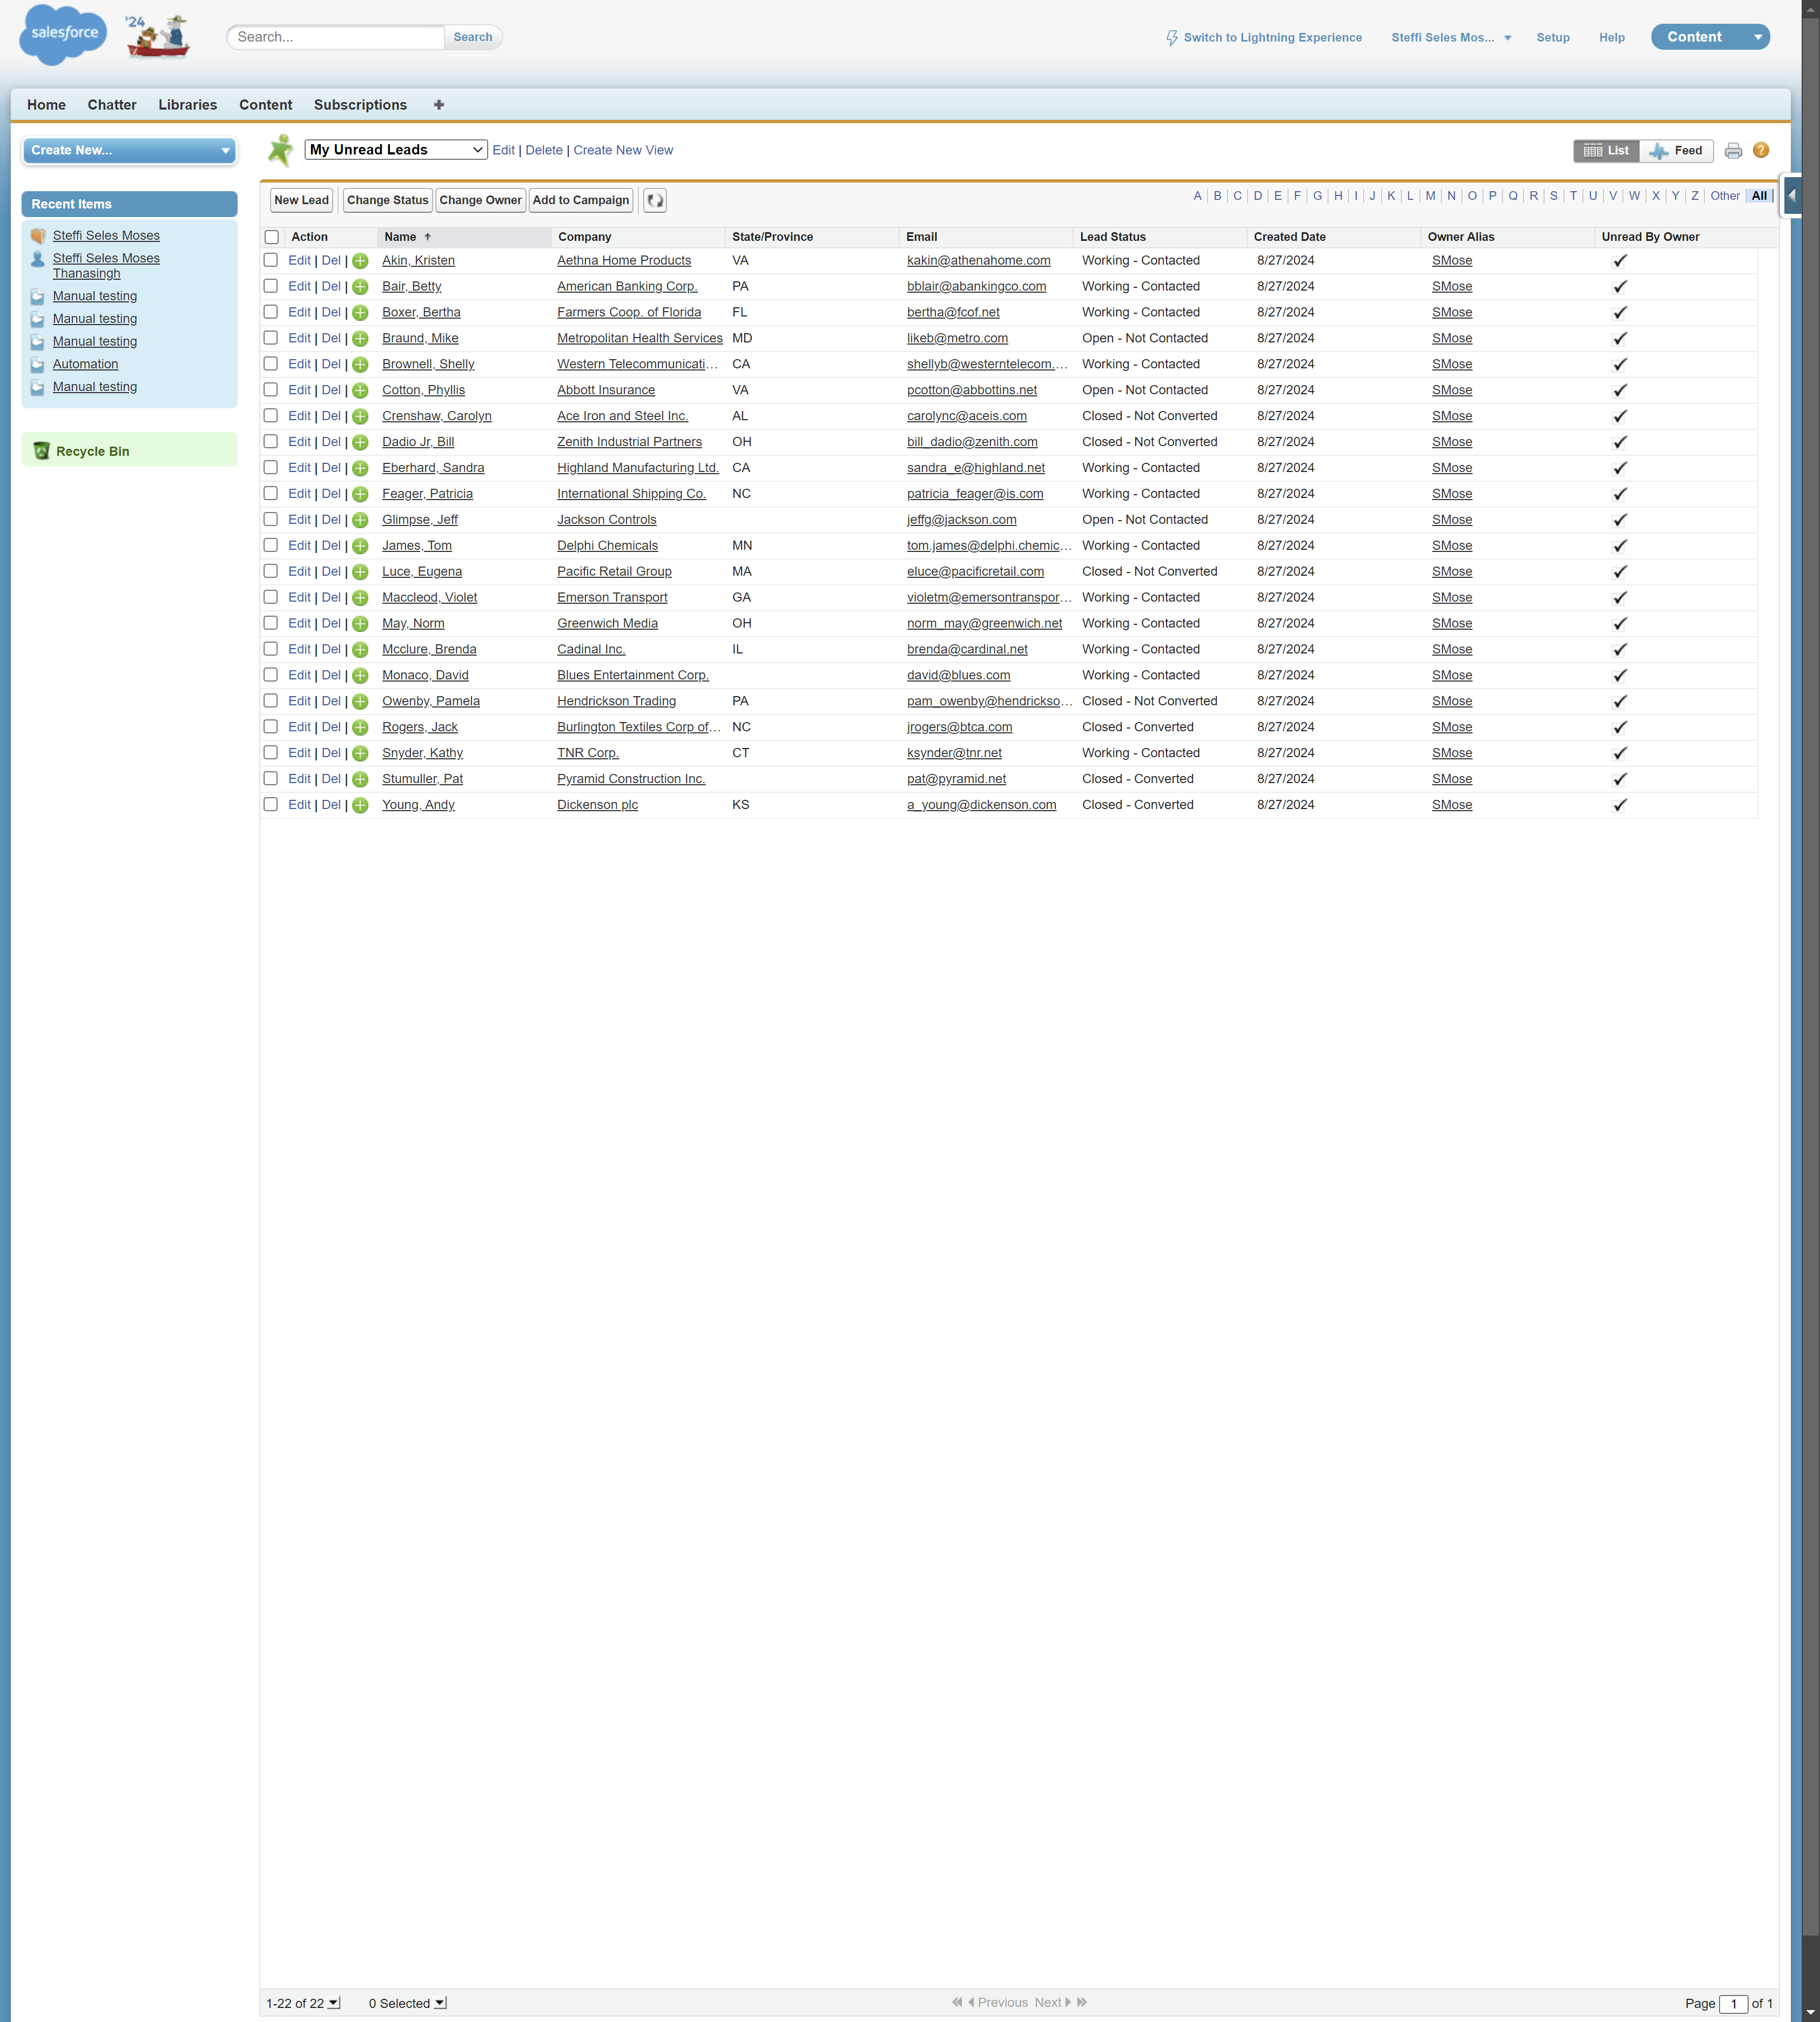 salesforce
'24
Search...
Search
Switch to Lightning Experience
Steffi Seles Mos...
Setup
Help
Content
Home Chatter Libraries Content Subscriptions
Create New...
Recent Items
Steffi Seles Moses
Steffi Seles Moses
Thanasingh
Manual testing
Manual testing
Manual testing
Automation
Manual testing
Recycle Bin
My Unread Leads Edit | Delete | Create New View
List Feed
New Lead Change Status Change Owner Add to Campaign
A | B | C | D | E | F | G | H | I | J | K | L | M | N | O | P | Q | R | S | T | U | V | W | X | Y | Z | Other | All
Action Name Company State/Province Email Lead Status Created Date Owner Alias Unread By Owner
Edit | Del | Akin, Kristen Aethna Home Products VA kakin@athenahome.com Working - Contacted 8/27/2024 SMose
Edit | Del | Bair, Betty American Banking Corp. PA bblair@abankingco.com Working - Contacted 8/27/2024 SMose
Edit | Del | Boxer, Bertha Farmers Coop. of Florida FL bertha@fcof.net Working - Contacted 8/27/2024 SMose
Edit | Del | Braund, Mike Metropolitan Health Services MD likeb@metro.com Open - Not Contacted 8/27/2024 SMose
Edit | Del | Brownell, Shelly Western Telecommunicati... CA shellyb@westerntelecom.... Working - Contacted 8/27/2024 SMose
Edit | Del | Cotton, Phyllis Abbott Insurance VA pcotton@abbottins.net Open - Not Contacted 8/27/2024 SMose
Edit | Del | Crenshaw, Carolyn Ace Iron and Steel Inc. AL carolync@aceis.com Closed - Not Converted 8/27/2024 SMose
Edit | Del | Dadio Jr, Bill Zenith Industrial Partners OH bill_dadio@zenith.com Closed - Not Converted 8/27/2024 SMose
Edit | Del | Eberhard, Sandra Highland Manufacturing Ltd. CA sandra_e@highland.net Working - Contacted 8/27/2024 SMose
Edit | Del | Feager, Patricia International Shipping Co. NC patricia_feager@is.com Working - Contacted 8/27/2024 SMose
Edit | Del | Glimpse, Jeff Jackson Controls jeffg@jackson.com Open - Not Contacted 8/27/2024 SMose
Edit | Del | James, Tom Delphi Chemicals MN tom.james@delphi.chemic... Working - Contacted 8/27/2024 SMose
Edit | Del | Luce, Eugena Pacific Retail Group MA eluce@pacificretail.com Closed - Not Converted 8/27/2024 SMose
Edit | Del | Maccleod, Violet Emerson Transport GA violetm@emersontranspor... Working - Contacted 8/27/2024 SMose
Edit | Del | May, Norm Greenwich Media OH norm_may@greenwich.net Working - Contacted 8/27/2024 SMose
Edit | Del | Mcclure, Brenda Cadinal Inc. IL brenda@cardinal.net Working - Contacted 8/27/2024 SMose
Edit | Del | Monaco, David Blues Entertainment Corp. david@blues.com Working - Contacted 8/27/2024 SMose
Edit | Del | Owenby, Pamela Hendrickson Trading PA pam_owenby@hendrickso... Closed - Not Converted 8/27/2024 SMose
Edit | Del | Rogers, Jack Burlington Textiles Corp of... NC jrogers@btca.com Closed - Converted 8/27/2024 SMose
Edit | Del | Snyder, Kathy TNR Corp. CT ksynder@tnr.net Working - Contacted 8/27/2024 SMose
Edit | Del | Stumuller, Pat Pyramid Construction Inc. pat@pyramid.net Closed - Converted 8/27/2024 SMose
Edit | Del | Young, Andy Dickenson plc KS a_young@dickenson.com Closed - Converted 8/27/2024 SMose
1-22 of 22 0 Selected Previous Next Page 1 of 1